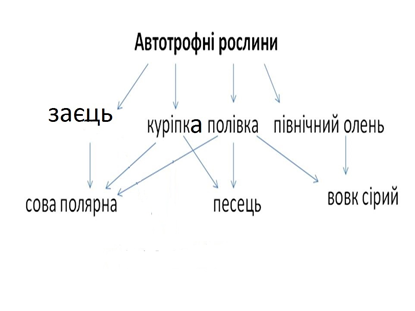 Автотрофні рослини
заєць
куріпка полівка північний олень
сова полярна песець вовк сірий